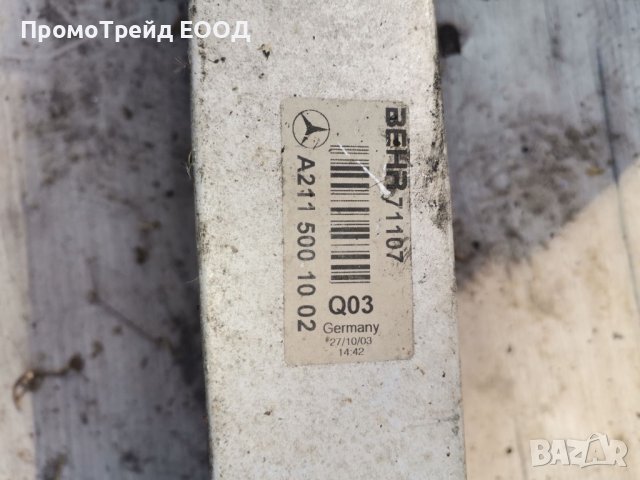 ПромоТрейд ЕООД
BEHR 71107
A211 500 10 02
Q03
Germany
*27/10/03
14:42
BAZAR